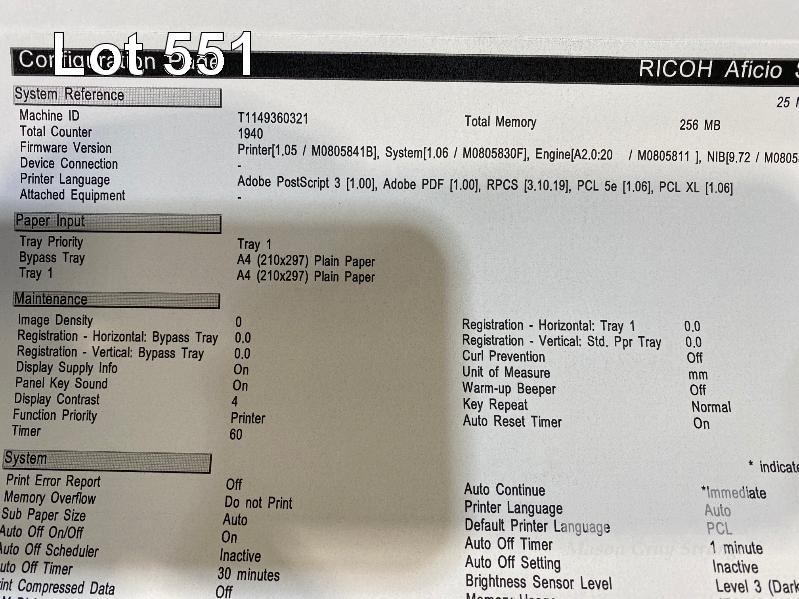 Lot 551
Configuration Page
RICOH Aficio
System Reference
25
Machine ID T1149360321 Total Memory 256 MB
Total Counter 1940
Firmware Version Printer[1.05 / M0805841B], System[1.06 / M0805830F], Engine[A2.0:20 / M0805811 ], NIB[9.72 / M0805
Device Connection -
Printer Language Adobe PostScript 3 [1.00], Adobe PDF [1.00], RPCS [3.10.19], PCL 5e [1.06], PCL XL [1.06]
Attached Equipment -
Paper Input
Tray Priority Tray 1
Bypass Tray A4 (210x297) Plain Paper
Tray 1 A4 (210x297) Plain Paper
Maintenance
Image Density 0 Registration - Horizontal: Tray 1 0.0
Registration - Horizontal: Bypass Tray 0.0 Registration - Vertical: Std. Ppr Tray 0.0
Registration - Vertical: Bypass Tray 0.0 Curl Prevention Off
Display Supply Info On Unit of Measure mm
Panel Key Sound On Warm-up Beeper Off
Display Contrast 4 Key Repeat Normal
Function Priority Printer Auto Reset Timer On
Timer 60
System
* indicate
Print Error Report Off Auto Continue *Immediate
Memory Overflow Do not Print Printer Language Auto
Sub Paper Size Auto Default Printer Language PCL
Auto Off On/Off On Auto Off Timer 1 minute
Auto Off Scheduler Inactive Auto Off Setting Inactive
uto Off Timer 30 minutes Brightness Sensor Level Level 3 (Dark
int Compressed Data Off